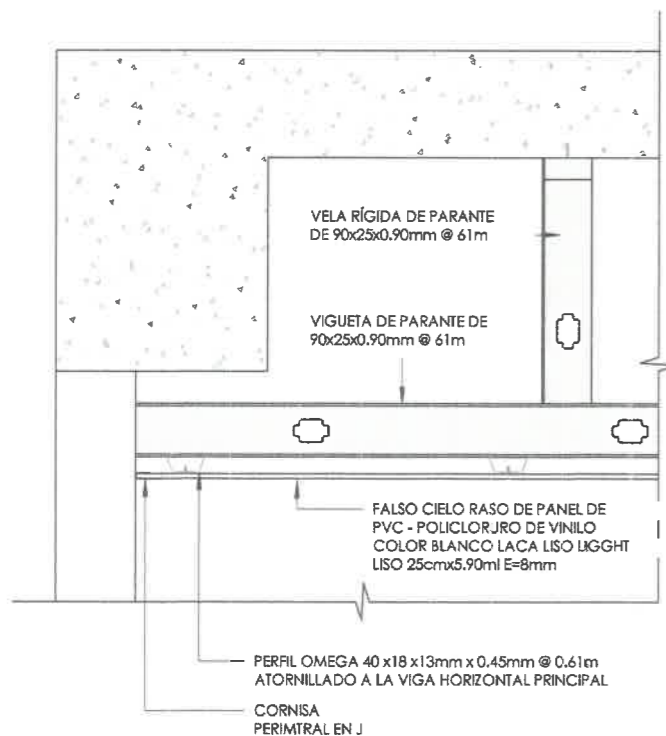 VELA RÍGIDA DE PARANTE
DE 90x25x0.90mm @ 61m
VIGUETA DE PARANTE DE
90x25x0.90mm @ 61m
FALSO CIELO RASO DE PANEL DE
PVC - POLICLORJRO DE VINILO
COLOR BLANCO LACA LISO LIGGHT
LISO 25cmx5.90ml E=8mm
PERFIL OMEGA 40 x18 x13mm x 0.45mm @ 0.61m
ATORNILLADO A LA VIGA HORIZONTAL PRINCIPAL
CORNISA
PERIMTRAL EN J